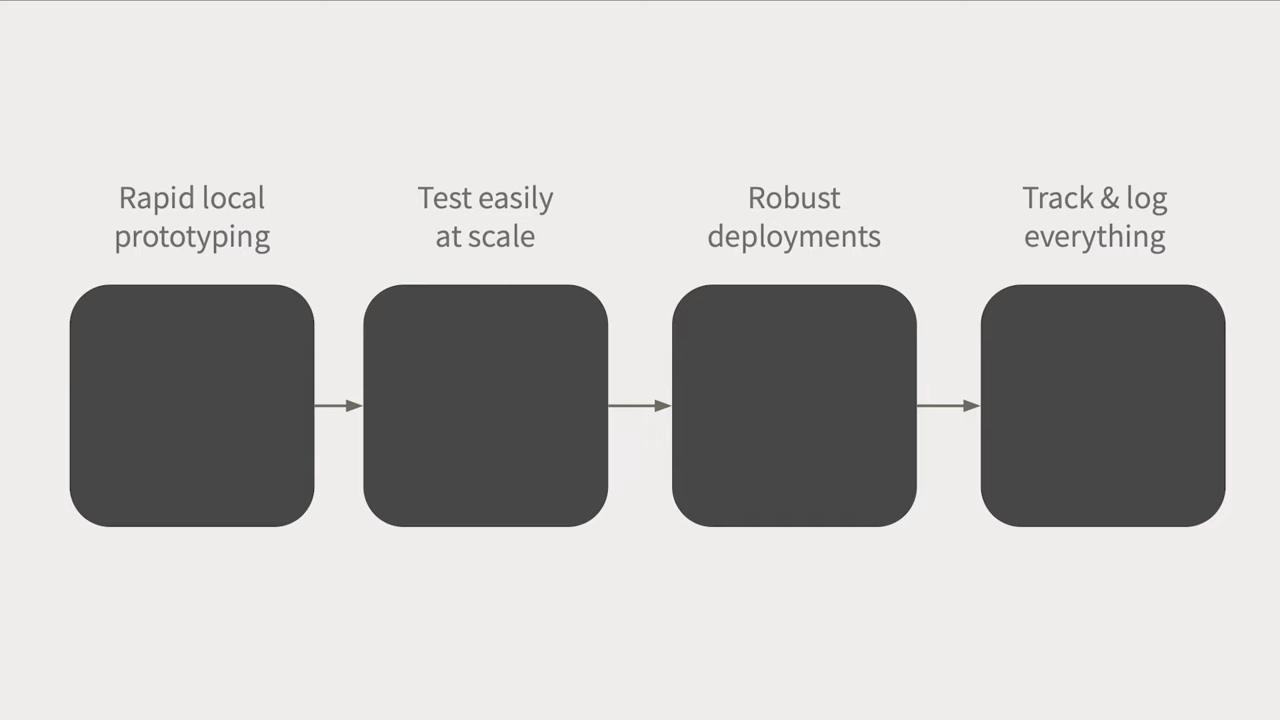 Rapid local
prototyping
Test easily
at scale
Robust
deployments
Track & log
everything